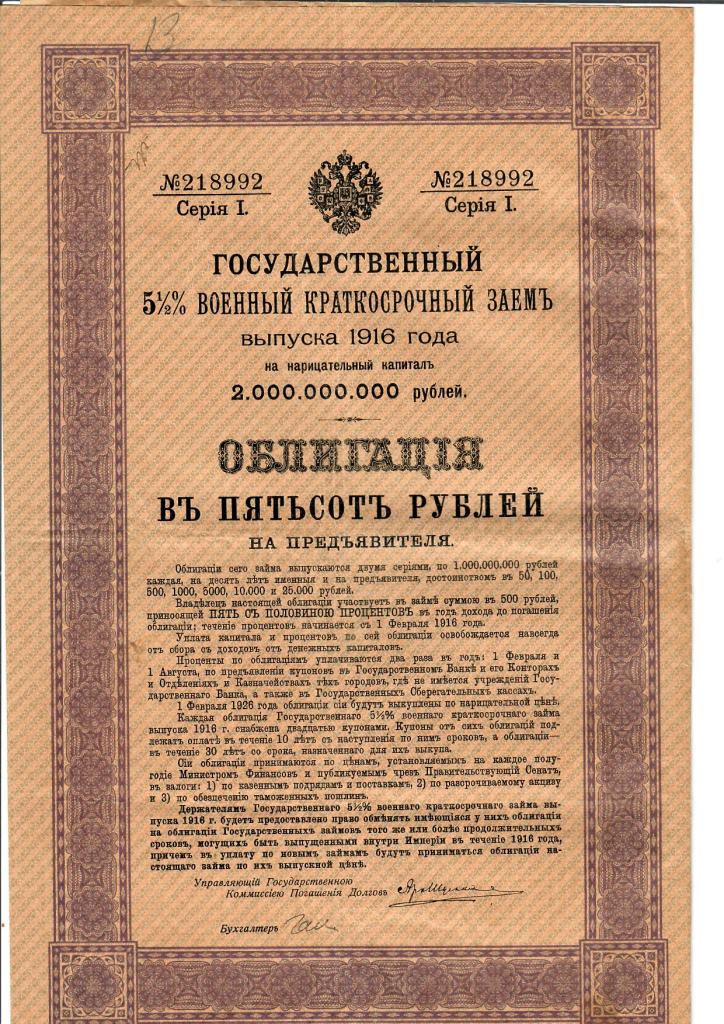 13
№218992
Серія I.
№218992
Серія I.
ГОСУДАРСТВЕННЫЙ
5½% ВОЕННЫЙ КРАТКОСРОЧНЫЙ ЗАЕМЪ
выпуска 1916 года
на нарицательный капиталъ
2.000.000.000 рублей.
ОБЛИГАЦІЯ
ВЪ ПЯТЬСОТЪ РУБЛЕЙ
НА ПРЕДЪЯВИТЕЛЯ.
Облигаціи сего займа выпускаются двумя серіями, по 1.000.000.000 рублей
каждая, на десять лѣтъ именныя и на предъявителя, достоинствомъ въ 50, 100,
500, 1000, 5000, 10.000 и 25.000 рублей.
Владѣлецъ настоящей облигаціи участвуетъ въ займѣ суммою въ 500 рублей,
приносящей ПЯТЬ СЪ ПОЛОВИНОЮ ПРОЦЕНТОВЪ въ годъ дохода до погашенія
облигаціи; теченіе процентовъ начинается съ 1 Февраля 1916 года.
Уплата капитала и процентовъ по сей облигаціи освобождается навсегда
отъ сбора съ доходовъ отъ денежныхъ капиталовъ.
Проценты по облигаціямъ уплачиваются два раза въ годъ: 1 Февраля и
1 Августа, по предъявленіи купоновъ въ Государственномъ Банкѣ и его Конторахъ
и Отдѣленіяхъ и Казначействахъ тѣхъ городовъ, гдѣ не имѣется учрежденій Госу-
дарственнаго Банка, а также въ Государственныхъ Сберегательныхъ кассахъ.
1 Февраля 1926 года облигаціи сіи будутъ выкуплены по нарицательной цѣнѣ.
Каждая облигація Государственнаго 5½% военнаго краткосрочнаго займа
выпуска 1916 г. снабжена двадцатью купонами. Купоны отъ сихъ облигацій под-
лежатъ оплатѣ въ теченіе 10 лѣтъ съ наступленія по нимъ сроковъ, а облигаціи—
въ теченіе 30 лѣтъ со срока, назначеннаго для ихъ выкупа.
Сіи облигаціи принимаются по цѣнамъ, установляемымъ на каждое полу-
годіе Министромъ Финансовъ и публикуемымъ чрезъ Правительствующій Сенатъ,
въ залоги: 1) по казеннымъ подрядамъ и поставкамъ, 2) по разсрочиваемому акцизу
и 3) по обезпеченію таможенныхъ пошлинъ.
Держателямъ Государственнаго 5½% военнаго краткосрочнаго займа вы-
пуска 1916 г. будетъ предоставлено право обмѣнять имѣющіяся у нихъ облигаціи
на облигаціи Государственныхъ займовъ того же или болѣе продолжительныхъ
сроковъ, могущихъ быть выпущенными внутри Имперіи въ теченіе 1916 года,
причемъ въ уплату по новымъ займамъ будутъ приниматься облигаціи на-
стоящаго займа по ихъ выпускной цѣнѣ.
Управляющій Государственною
Коммиссіею Погашенія Долговъ
Бухгалтеръ